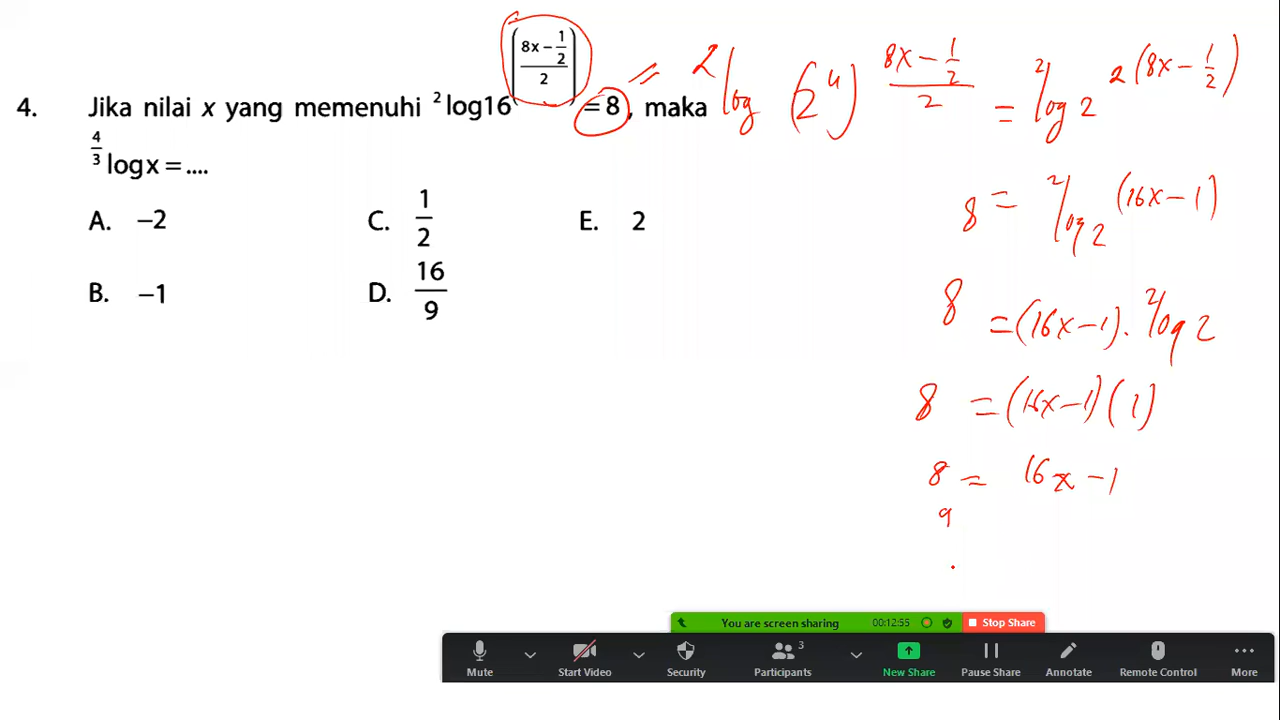 4. Jika nilai x yang memenuhi ²log16^((8x − 1/2)/2) = 8, maka
^(4/3)logx = ....
A. −2
C. 1/2
E. 2
B. −1
D. 16/9
= ²log (2⁴)^((8x − 1/2)/2) = ²log 2^(2(8x − 1/2))
8 = ²log 2^((16x − 1))
8 = (16x − 1) . ²log 2
8 = (16x − 1) (1)
8 = 16x − 1
9
You are screen sharing 00:12:55 Stop Share
Mute Start Video Security Participants 3 New Share Pause Share Annotate Remote Control More